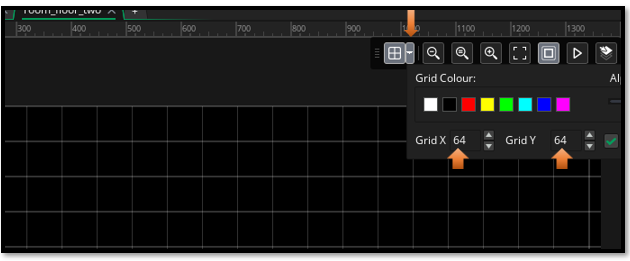 room_floor_two × +
300 400 500 600 700 800 900 1000 1100 1200 1300
Grid Colour:
Grid X 64 Grid Y 64